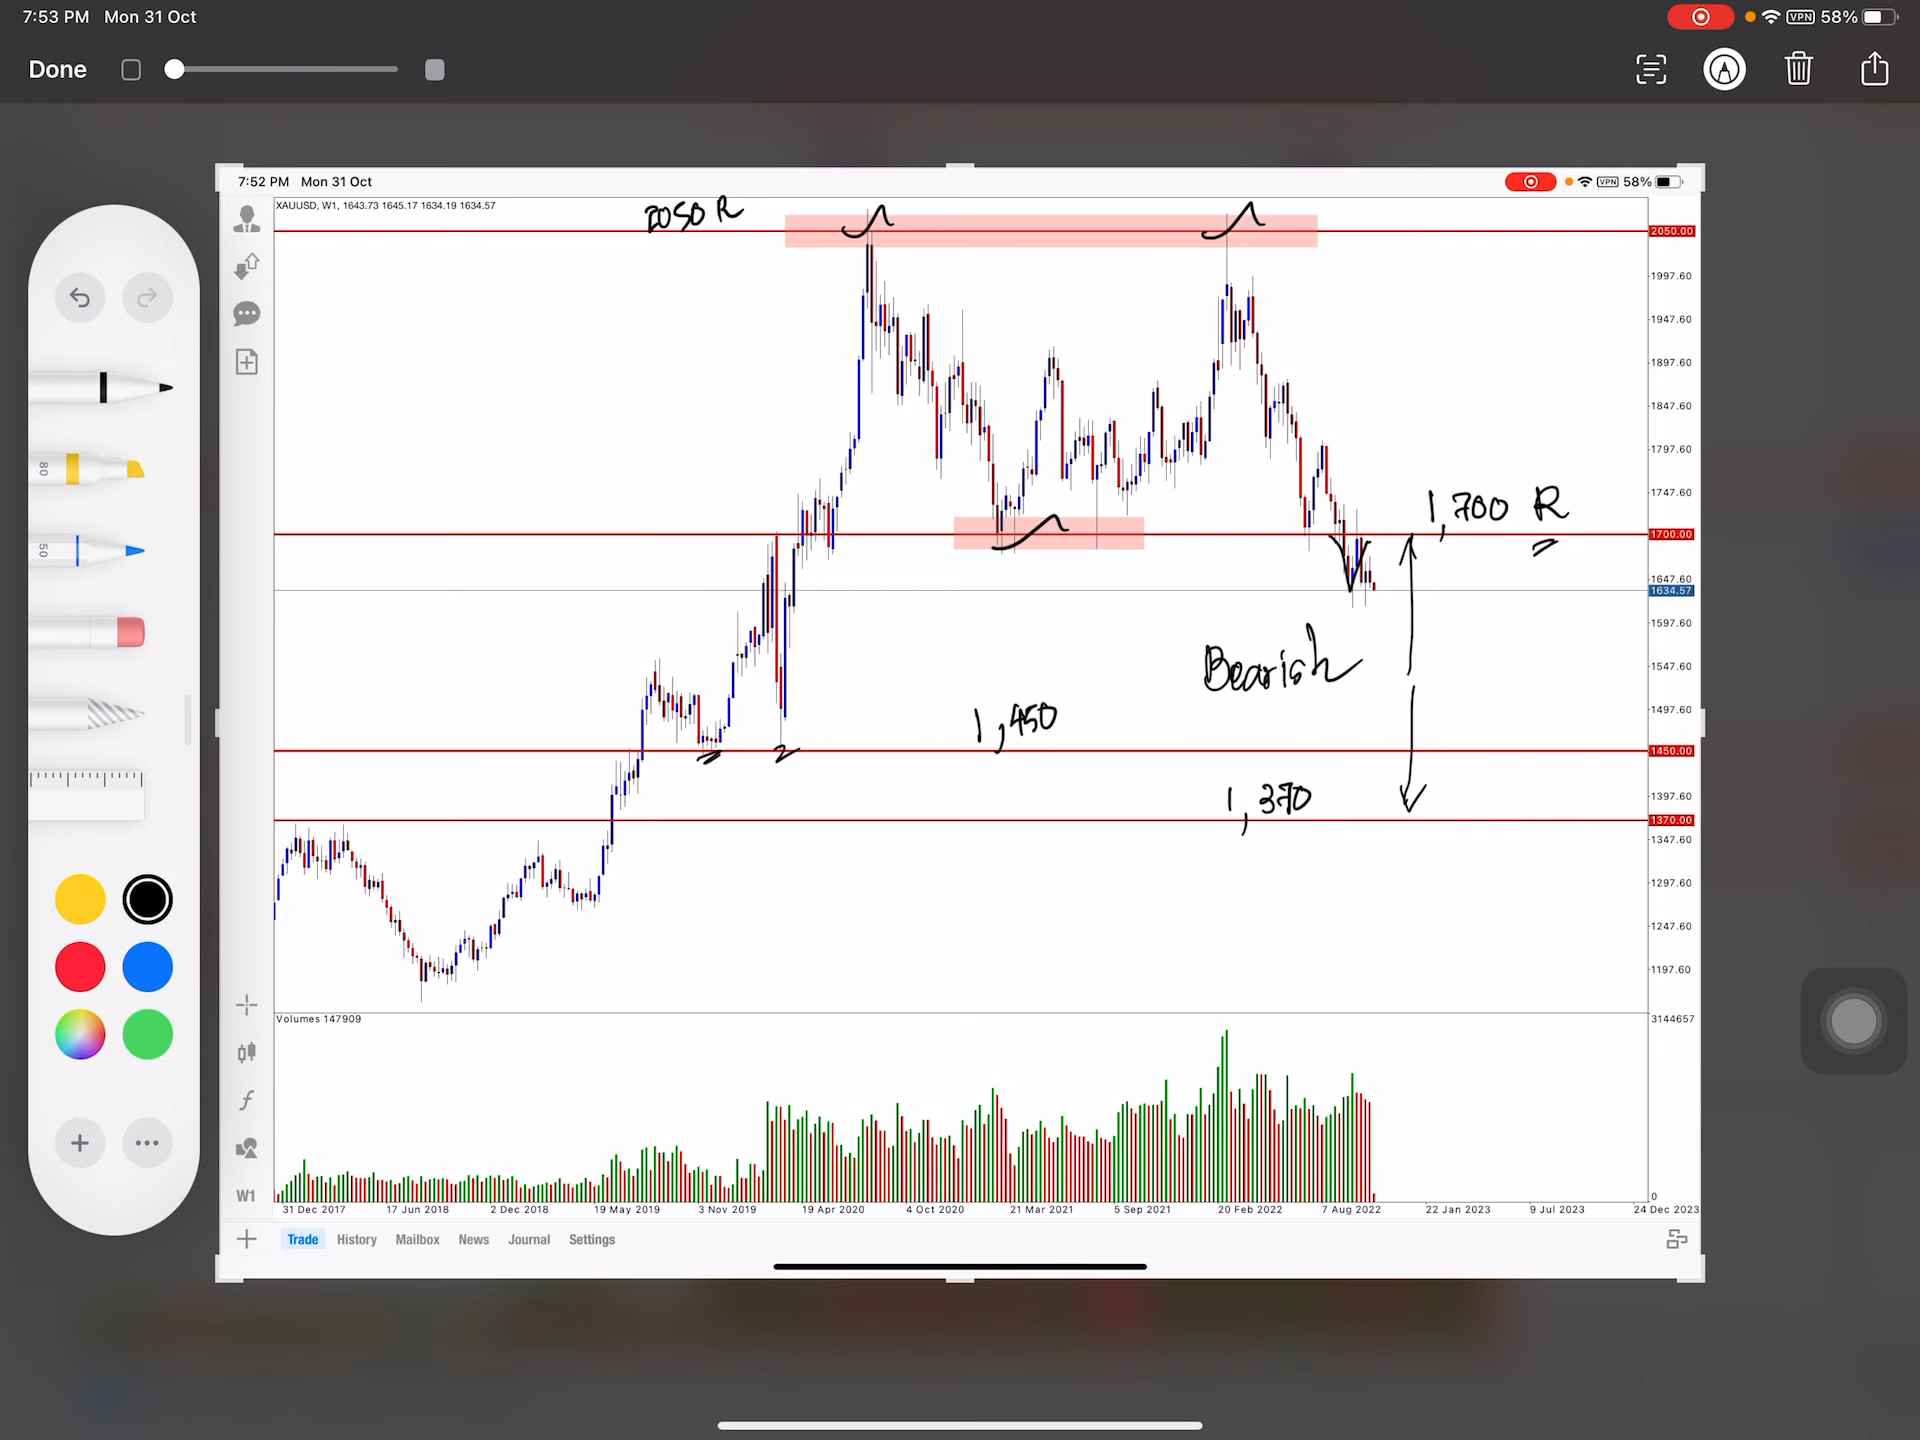 7:53 PM Mon 31 Oct
VPN 58%
Done
80
50
7:52 PM Mon 31 Oct
VPN 58%
XAUUSD, W1, 1643.73 1645.17 1634.19 1634.57
2050 R
2050.00
1997.60
1947.60
1897.60
1847.60
1797.60
1747.60
1,700 R
1700.00
1647.60
1634.57
1597.60
Bearish
1547.60
1497.60
1,450
1450.00
1397.60
1,370
1370.00
1347.60
1297.60
1247.60
1197.60
Volumes 147909
3144657
0
W1
31 Dec 2017 17 Jun 2018 2 Dec 2018 19 May 2019 3 Nov 2019 19 Apr 2020 4 Oct 2020 21 Mar 2021 5 Sep 2021 20 Feb 2022 7 Aug 2022 22 Jan 2023 9 Jul 2023 24 Dec 2023
Trade History Mailbox News Journal Settings